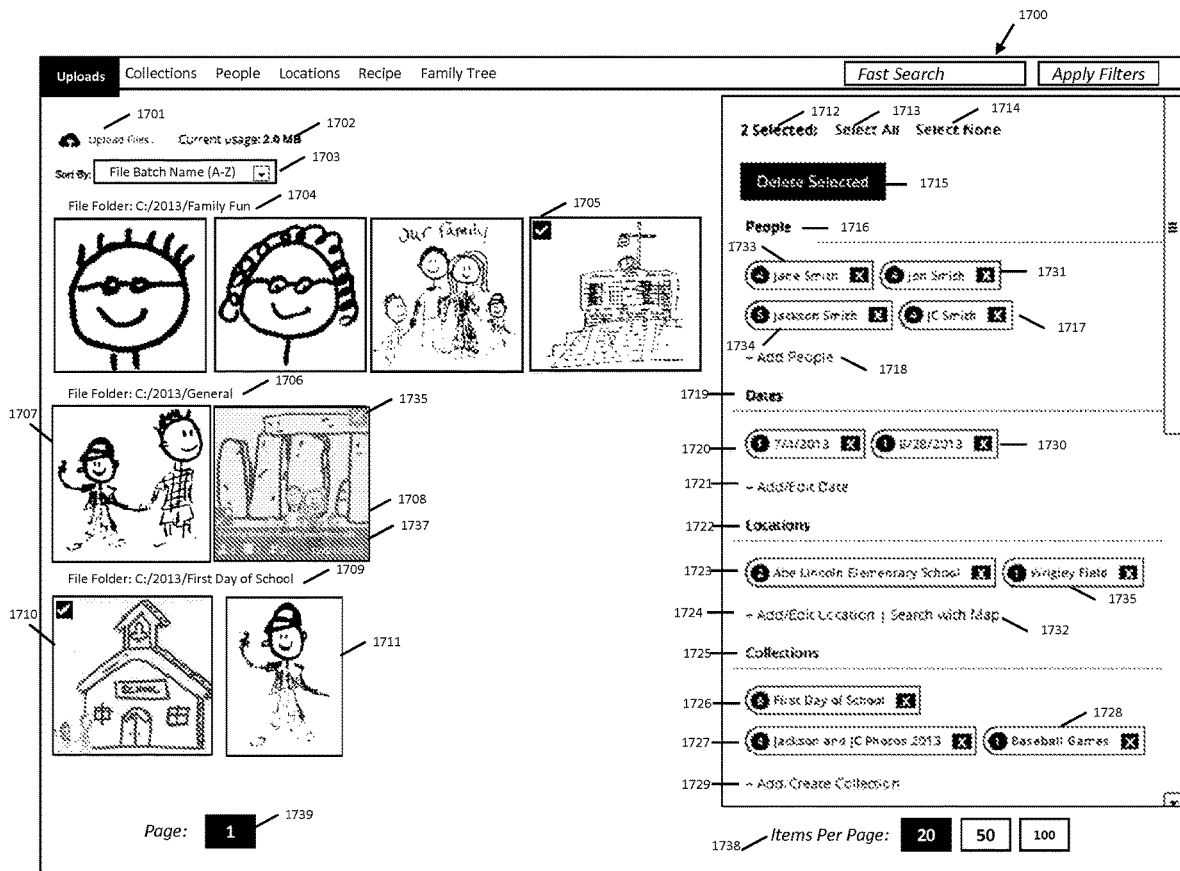 1700
Uploads Collections People Locations Recipe Family Tree Fast Search Apply Filters
1701 1702
Upload Files. Current usage: 2.0 MB
1703
Sort By: File Batch Name (A-Z)
1704
File Folder: C:/2013/Family Fun
1705
Our Family
1706
File Folder: C:/2013/General
1707 1735
1708
1737
1709
File Folder: C:/2013/First Day of School
1710 1711
SCHOOL
Page: 1 1739
1712 1713 1714
2 Selected: Select All Select None
Delete Selected 1715
People 1716
1733
Jane Smith X Jon Smith X 1731
Jackson Smith X JC Smith X 1717
1734
Add People 1718
1719 Dates
1720 1 7/4/2013 X 1 8/28/2013 X 1730
1721 Add/Edit Date
1722 Locations
1723 2 Abe Lincoln Elementary School X 1 Wrigley Field X
1735
1724 Add/Edit Location | Search with Map 1732
1725 Collections
1726 First Day of School X
1728
1727 Jackson and JC Photos 2013 X 1 Baseball Games X
1729 Add/Create Collection
1738 Items Per Page: 20 50 100